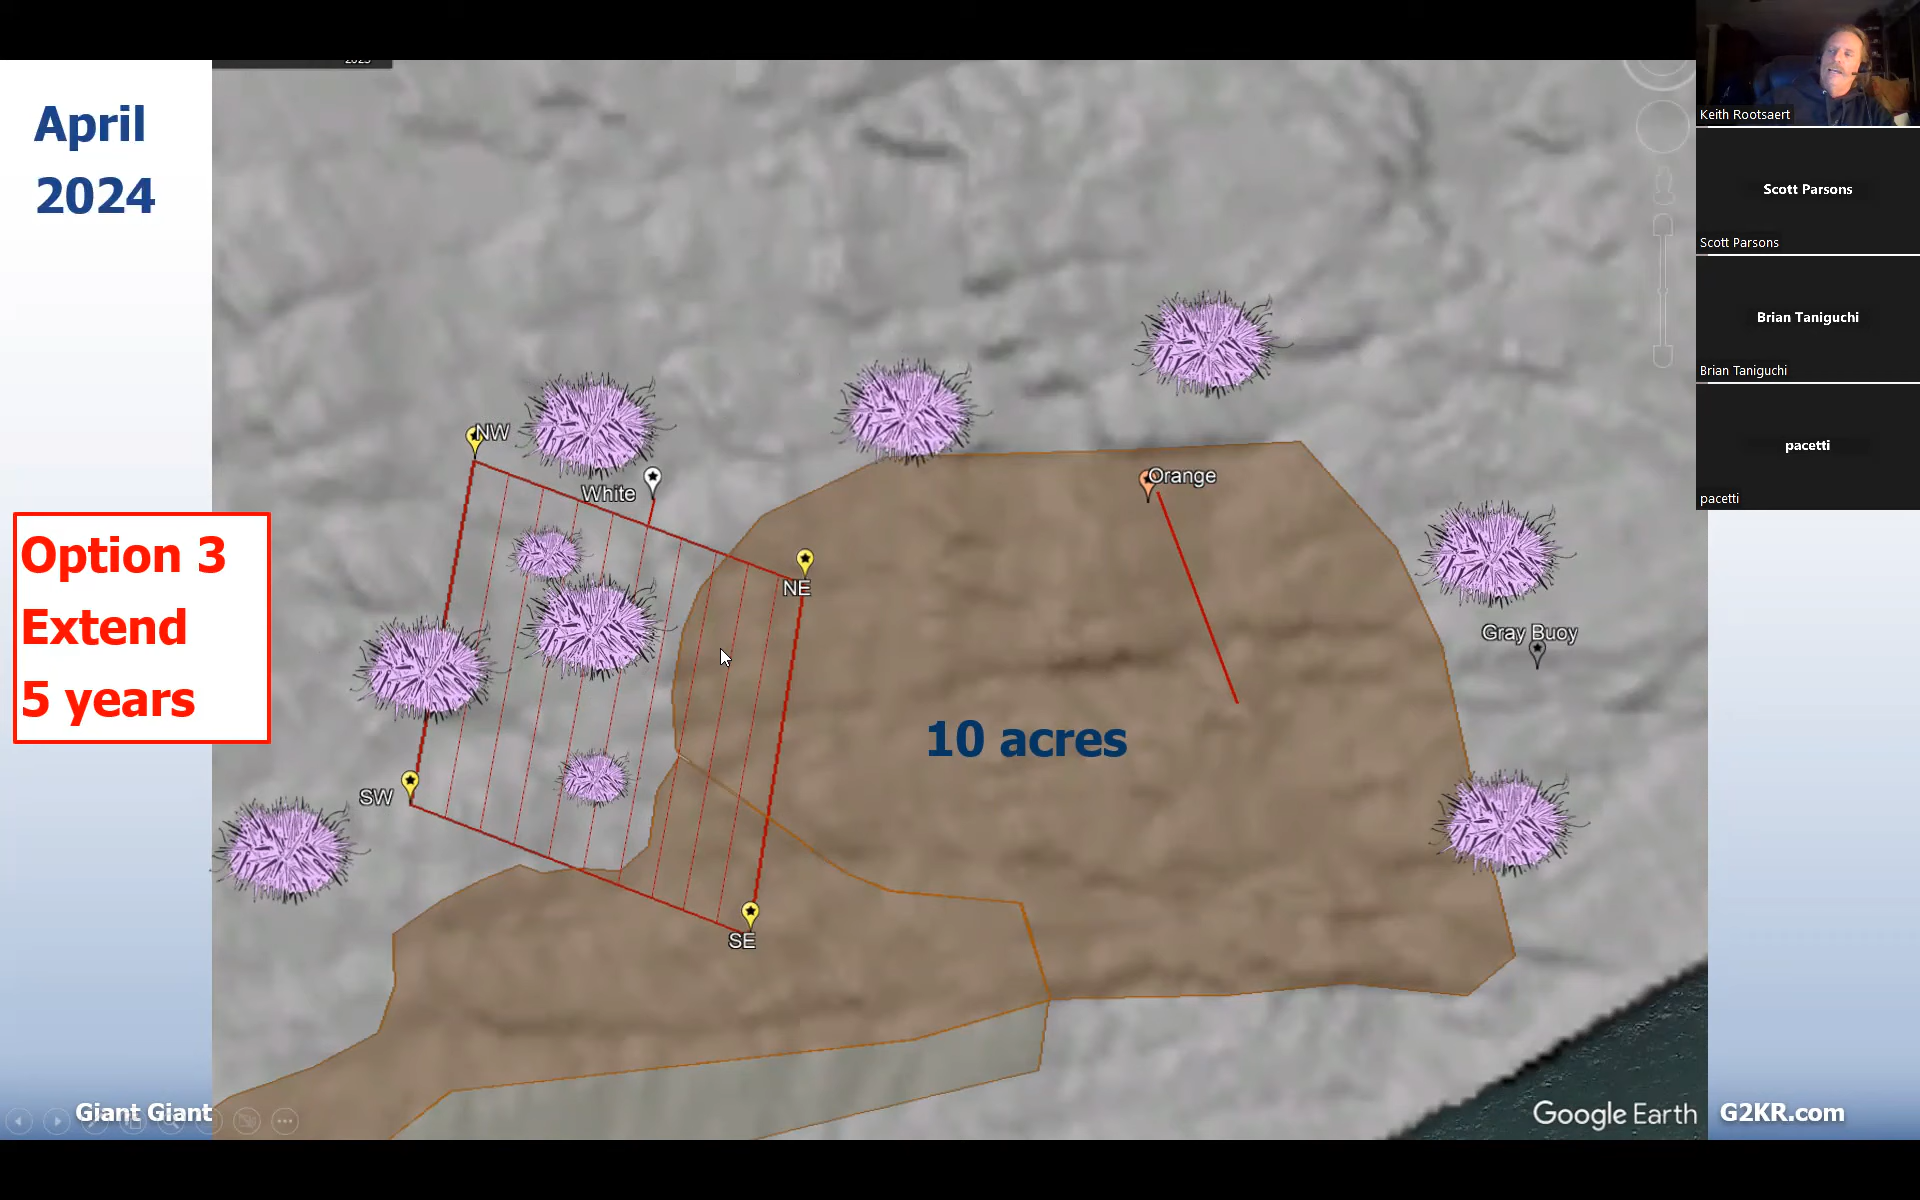 April
2024
Option 3
Extend
5 years
NW
White
NE
SW
SE
Orange
Gray Buoy
10 acres
Giant Giant
Google Earth
G2KR.com
Keith Rootsaert
Scott Parsons
Scott Parsons
Brian Taniguchi
Brian Taniguchi
pacetti
pacetti